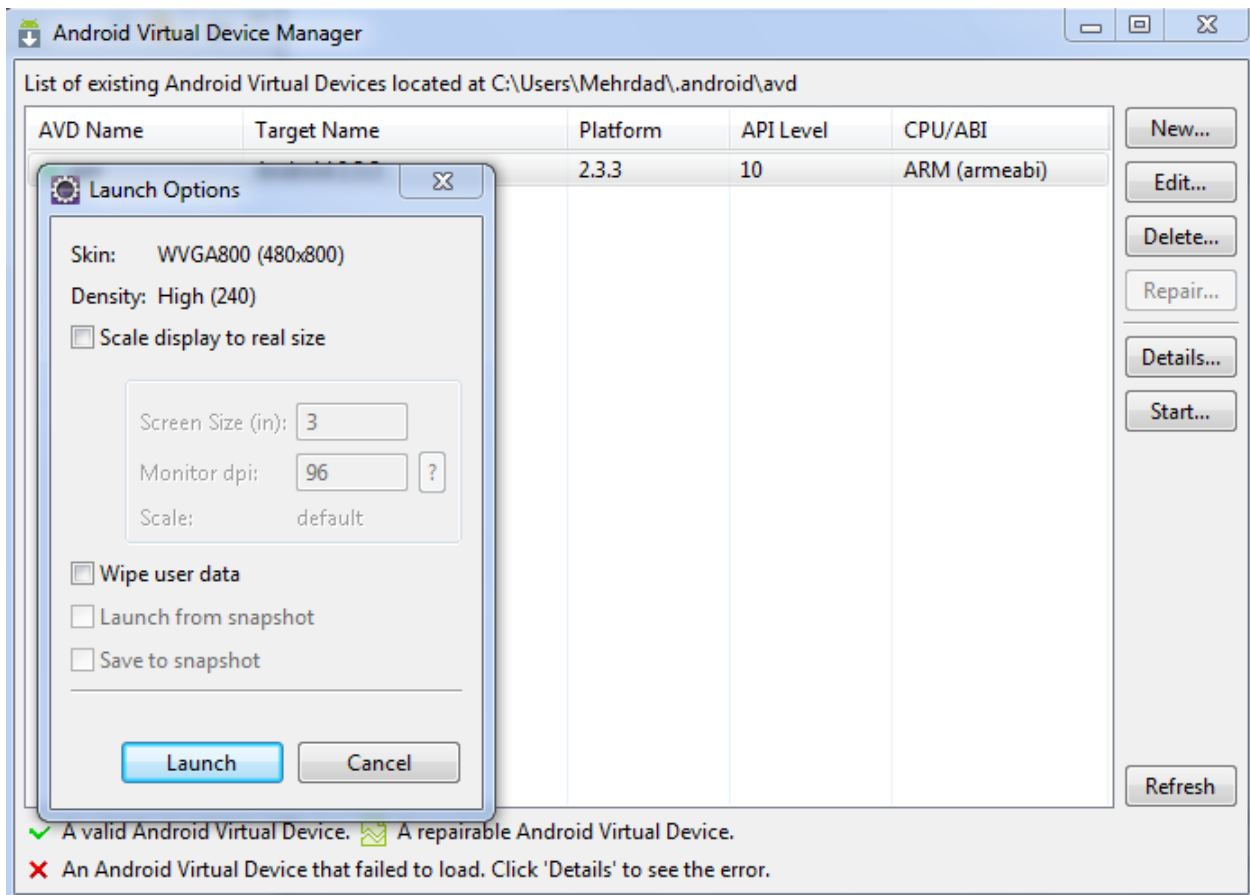 Android Virtual Device Manager
List of existing Android Virtual Devices located at C:\Users\Mehrdad\.android\avd
AVD Name Target Name Platform API Level CPU/ABI
2.3.3 10 ARM (armeabi)
New...
Edit...
Delete...
Repair...
Details...
Start...
Refresh
Launch Options
Skin: WVGA800 (480x800)
Density: High (240)
Scale display to real size
Screen Size (in): 3
Monitor dpi: 96 ?
Scale: default
Wipe user data
Launch from snapshot
Save to snapshot
Launch Cancel
A valid Android Virtual Device. A repairable Android Virtual Device.
An Android Virtual Device that failed to load. Click 'Details' to see the error.